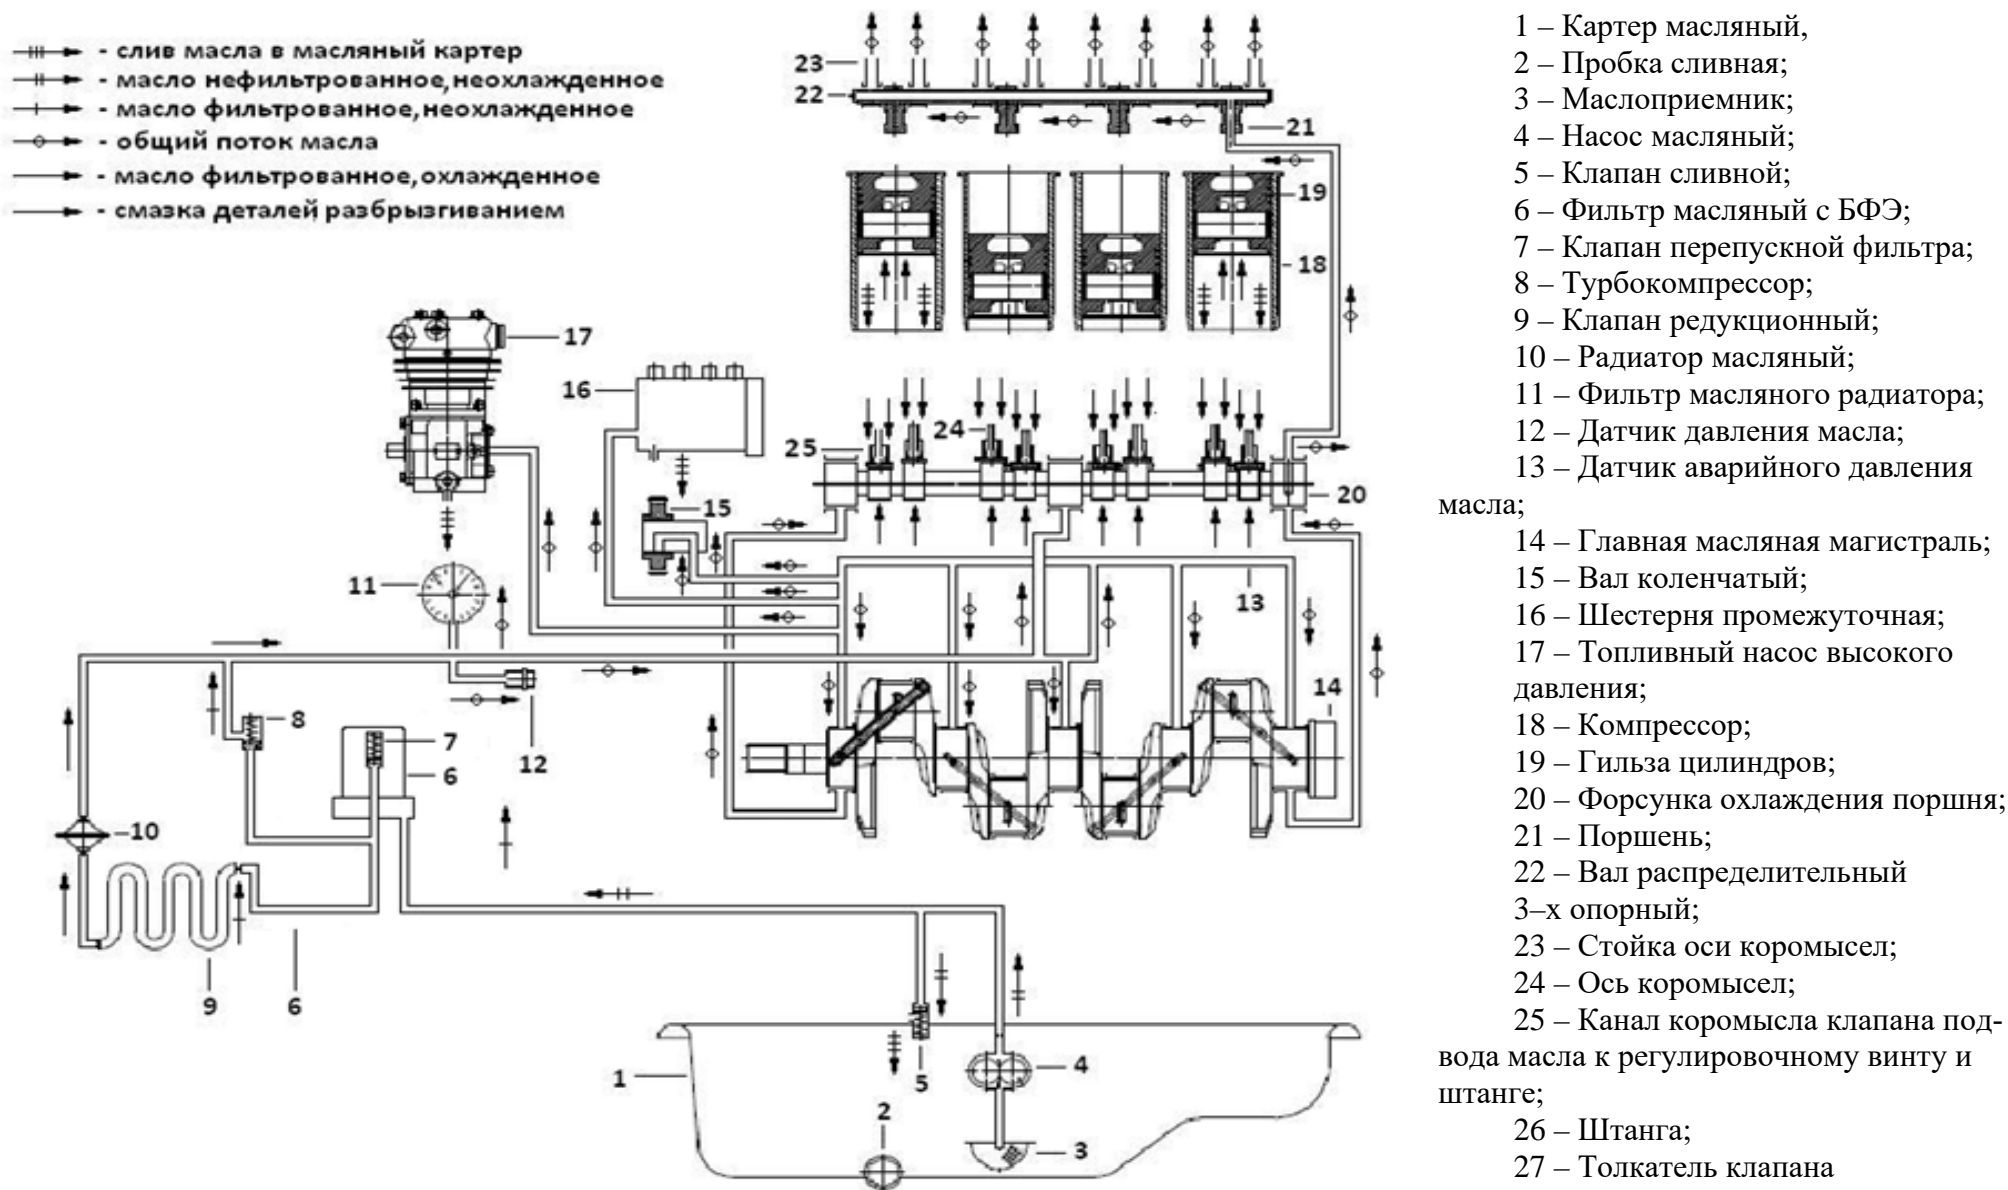 - слив масла в масляный картер
- масло нефильтрованное,неохлажденное
- масло фильтрованное,неохлажденное
- общий поток масла
- масло фильтрованное,охлажденное
- смазка деталей разбрызгиванием
23
22
21
19
18
17
16
24
25
15
20
11
13
8
7
6
12
14
10
9
6
1
5
4
2
3
1 – Картер масляный,
2 – Пробка сливная;
3 – Маслоприемник;
4 – Насос масляный;
5 – Клапан сливной;
6 – Фильтр масляный с БФЭ;
7 – Клапан перепускной фильтра;
8 – Турбокомпрессор;
9 – Клапан редукционный;
10 – Радиатор масляный;
11 – Фильтр масляного радиатора;
12 – Датчик давления масла;
13 – Датчик аварийного давления
масла;
14 – Главная масляная магистраль;
15 – Вал коленчатый;
16 – Шестерня промежуточная;
17 – Топливный насос высокого
давления;
18 – Компрессор;
19 – Гильза цилиндров;
20 – Форсунка охлаждения поршня;
21 – Поршень;
22 – Вал распределительный
3–х опорный;
23 – Стойка оси коромысел;
24 – Ось коромысел;
25 – Канал коромысла клапана под-
вода масла к регулировочному винту и
штанге;
26 – Штанга;
27 – Толкатель клапана